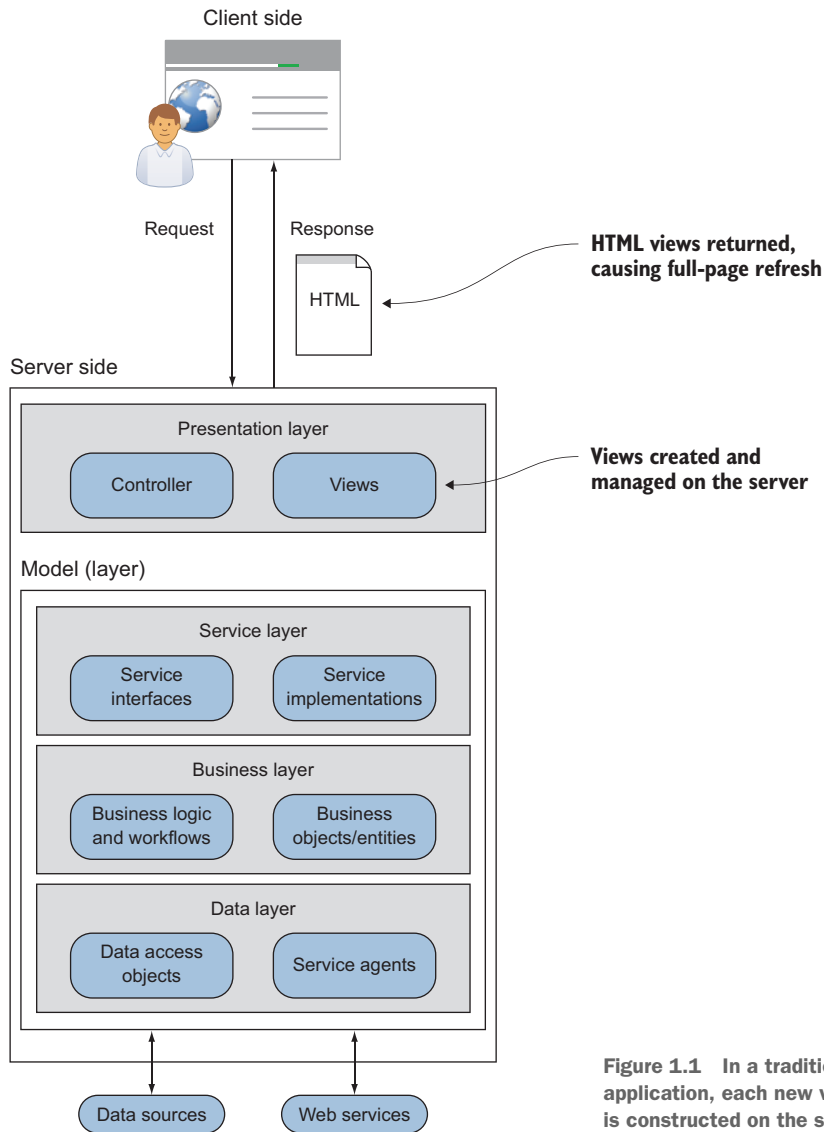 Client side
Request
Response
HTML
HTML views returned,
causing full-page refresh
Server side
Presentation layer
Controller
Views
Views created and
managed on the server
Model (layer)
Service layer
Service
interfaces
Service
implementations
Business layer
Business logic
and workflows
Business
objects/entities
Data layer
Data access
objects
Service agents
Data sources
Web services
Figure 1.1 In a traditi
application, each new v
is constructed on the s